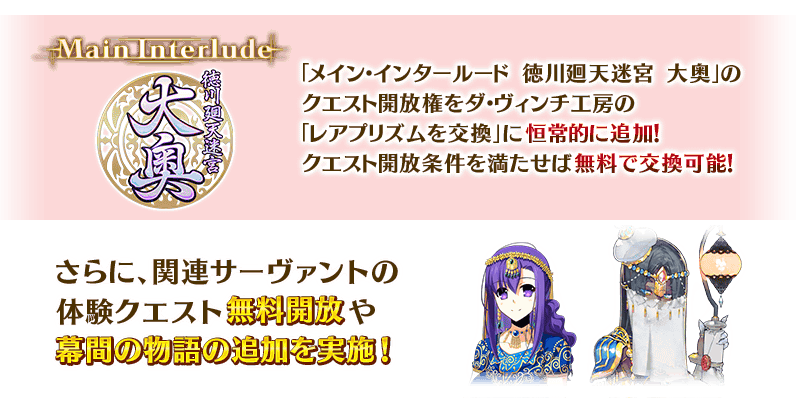 Main Interlude
徳川廻天迷宮
大奥
「メイン・インタールード 徳川廻天迷宮 大奥」の
クエスト開放権をダ・ヴィンチ工房の
「レアプリズムを交換」に恒常的に追加!
クエスト開放条件を満たせば無料で交換可能!
さらに、関連サーヴァントの
体験クエスト無料開放や
幕間の物語の追加を実施!